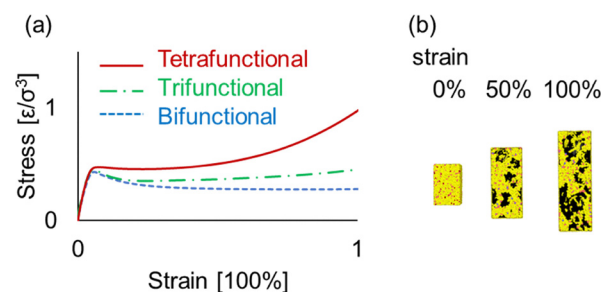 (a)
Tetrafunctional
Trifunctional
Bifunctional
Stress [ε/σ³]
1
0
0
1
Strain [100%]
(b)
strain
0% 50% 100%